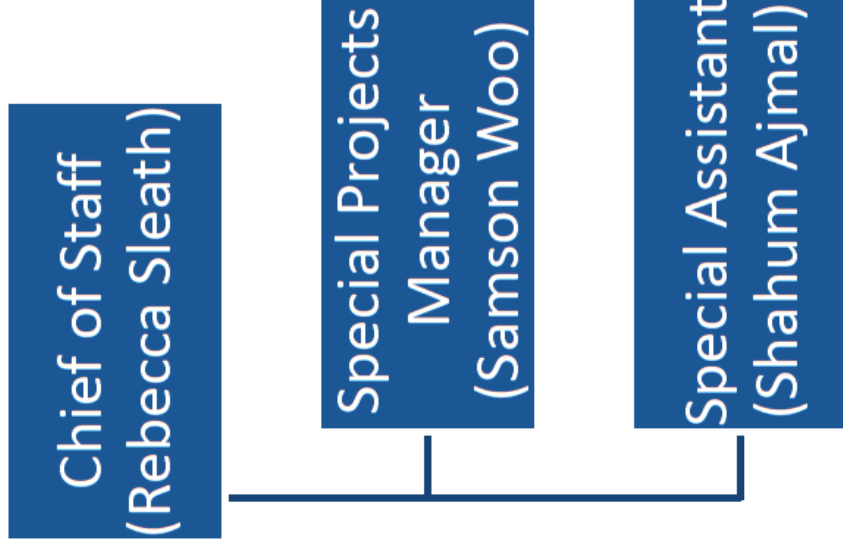 Chief of Staff
(Rebecca Sleath)
Special Projects
Manager
(Samson Woo)
Special Assistant
(Shahum Ajmal)